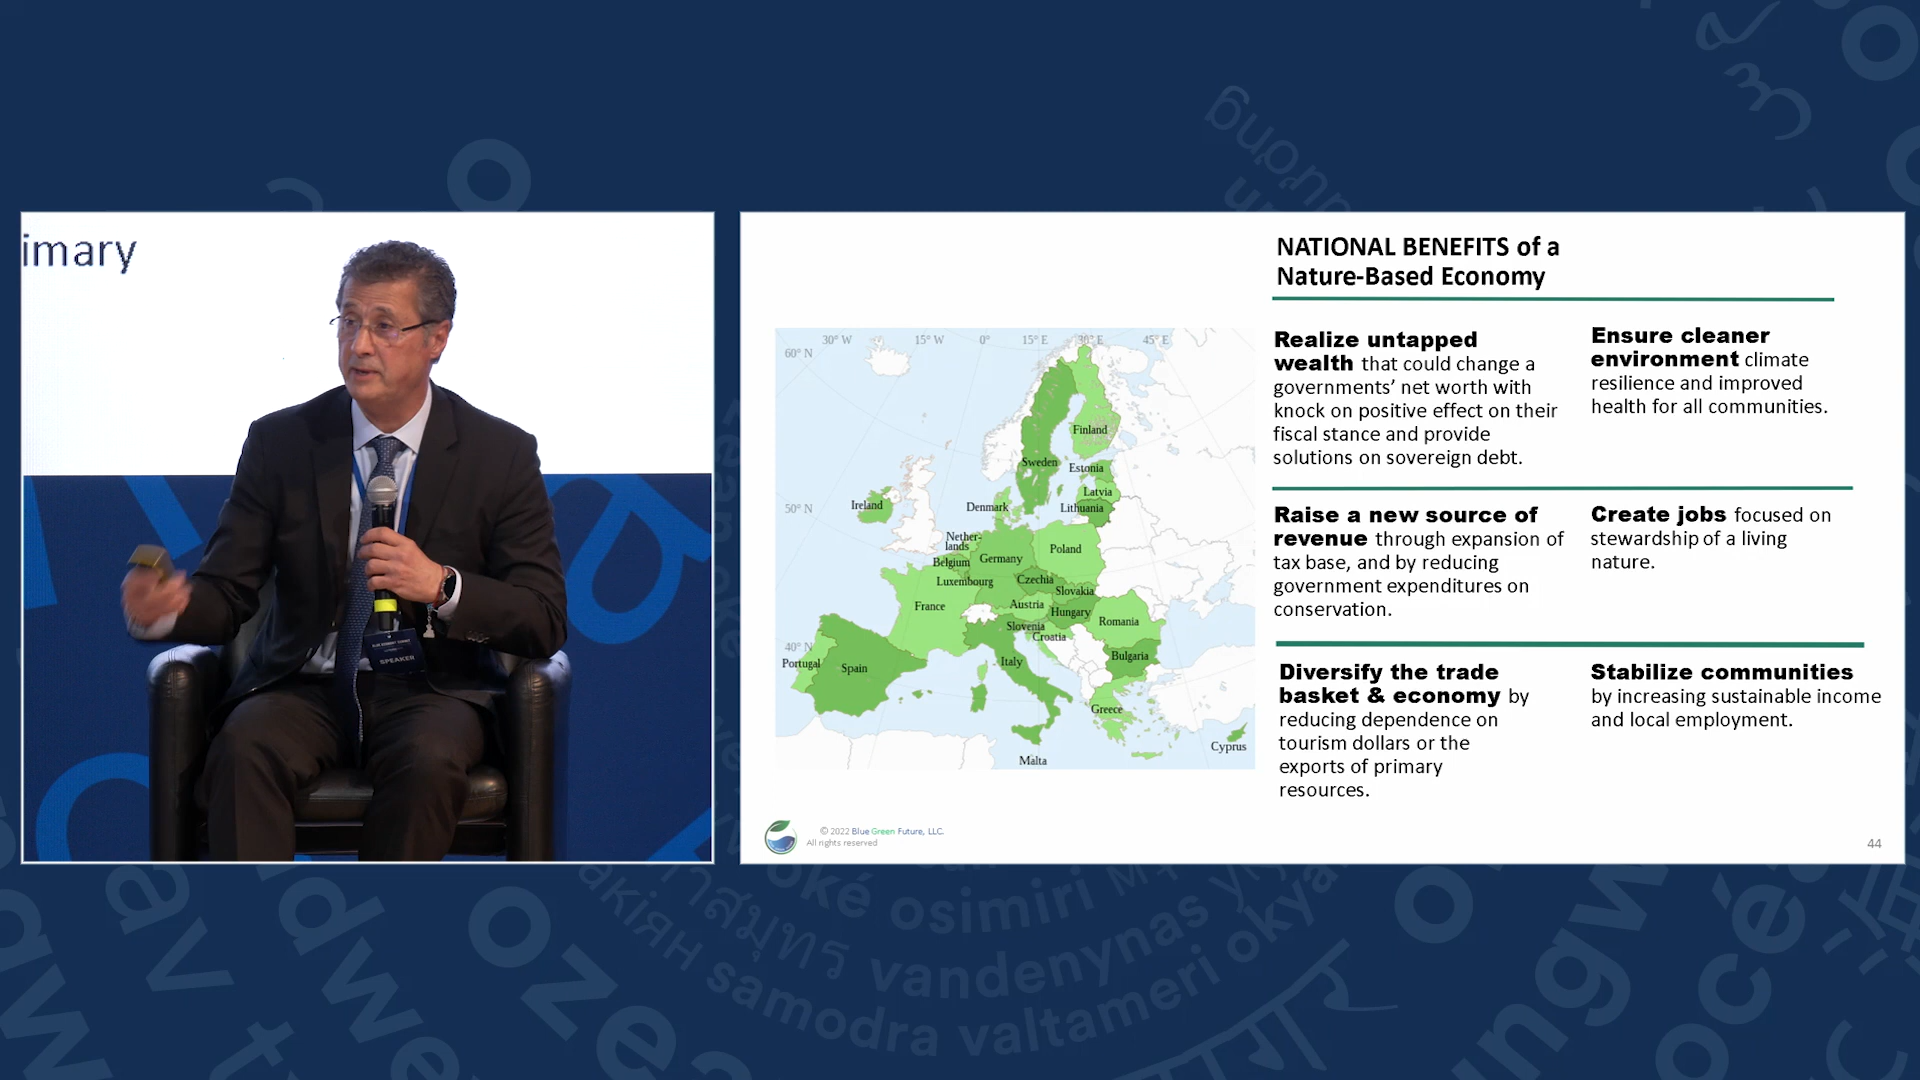 imary
SPEAKER
NATIONAL BENEFITS of a
Nature-Based Economy
30° W
15° W
0°
15° E
30° E
45° E
60° N
50° N
40° N
Finland
Sweden
Estonia
Latvia
Lithuania
Ireland
Denmark
Nether-
lands
Belgium
Germany
Poland
Luxembourg
Czechia
Slovakia
France
Austria
Hungary
Romania
Slovenia
Croatia
Bulgaria
Portugal
Spain
Italy
Greece
Cyprus
Malta
Realize untapped
wealth that could change a
governments’ net worth with
knock on positive effect on their
fiscal stance and provide
solutions on sovereign debt.
Ensure cleaner
environment climate
resilience and improved
health for all communities.
Raise a new source of
revenue through expansion of
tax base, and by reducing
government expenditures on
conservation.
Create jobs focused on
stewardship of a living
nature.
Diversify the trade
basket & economy by
reducing dependence on
tourism dollars or the
exports of primary
resources.
Stabilize communities
by increasing sustainable income
and local employment.
© 2022 Blue Green Future, LLC.
All rights reserved
44
osimiri
vandenynas
samodra valtameri